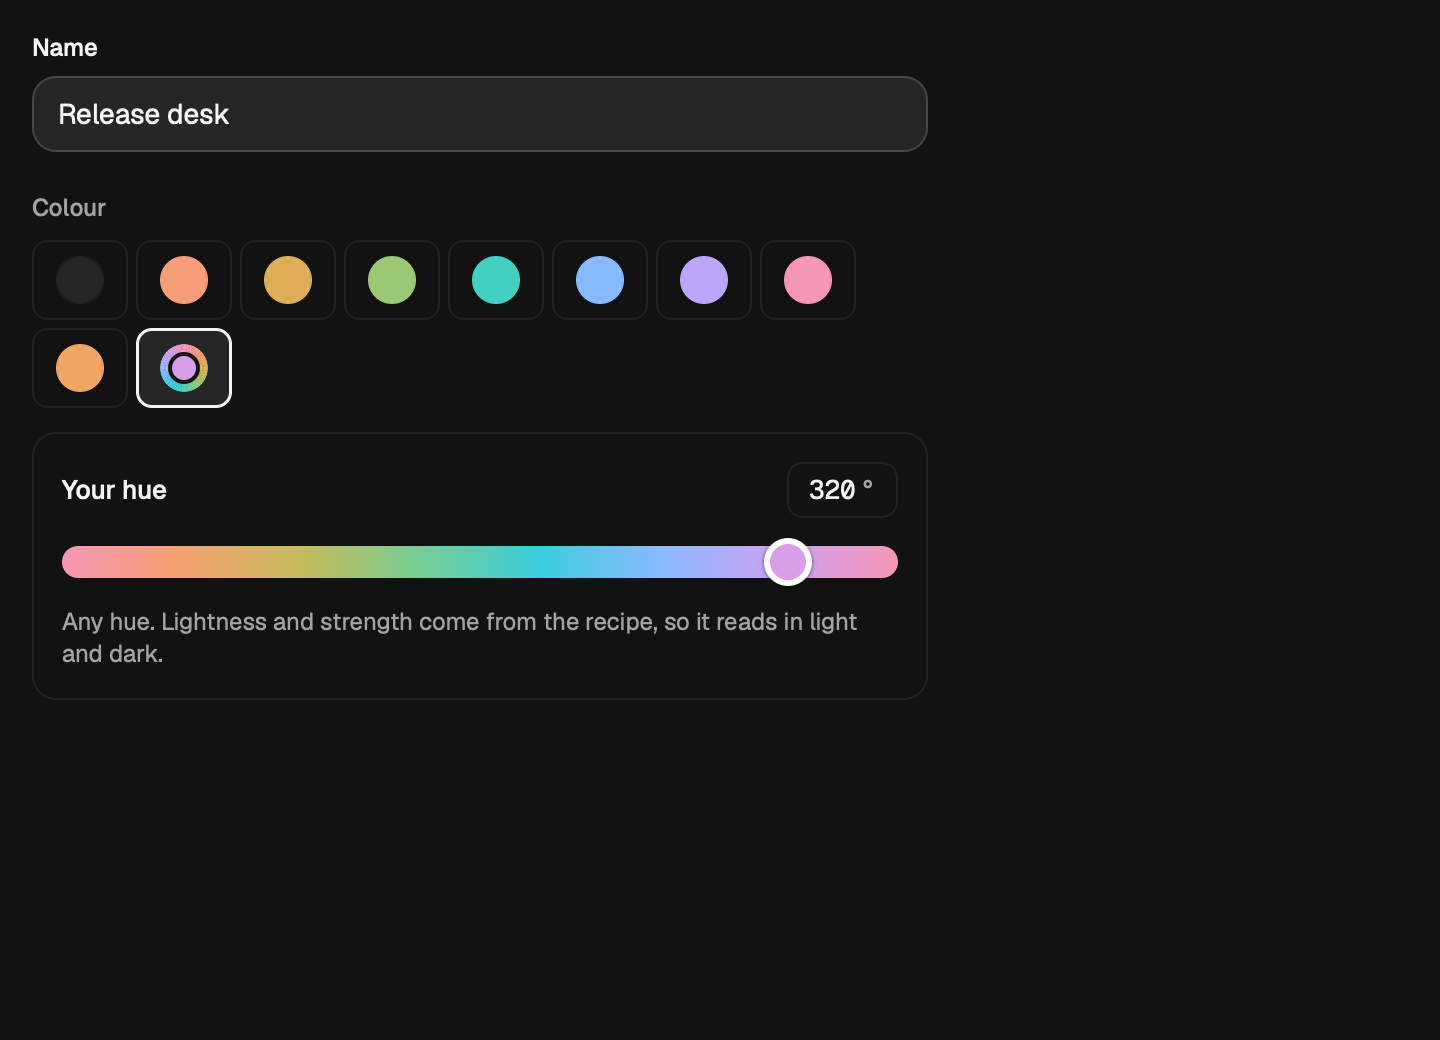 Name
Release desk
Colour
Your hue
320 °
Any hue. Lightness and strength come from the recipe, so it reads in light
and dark.